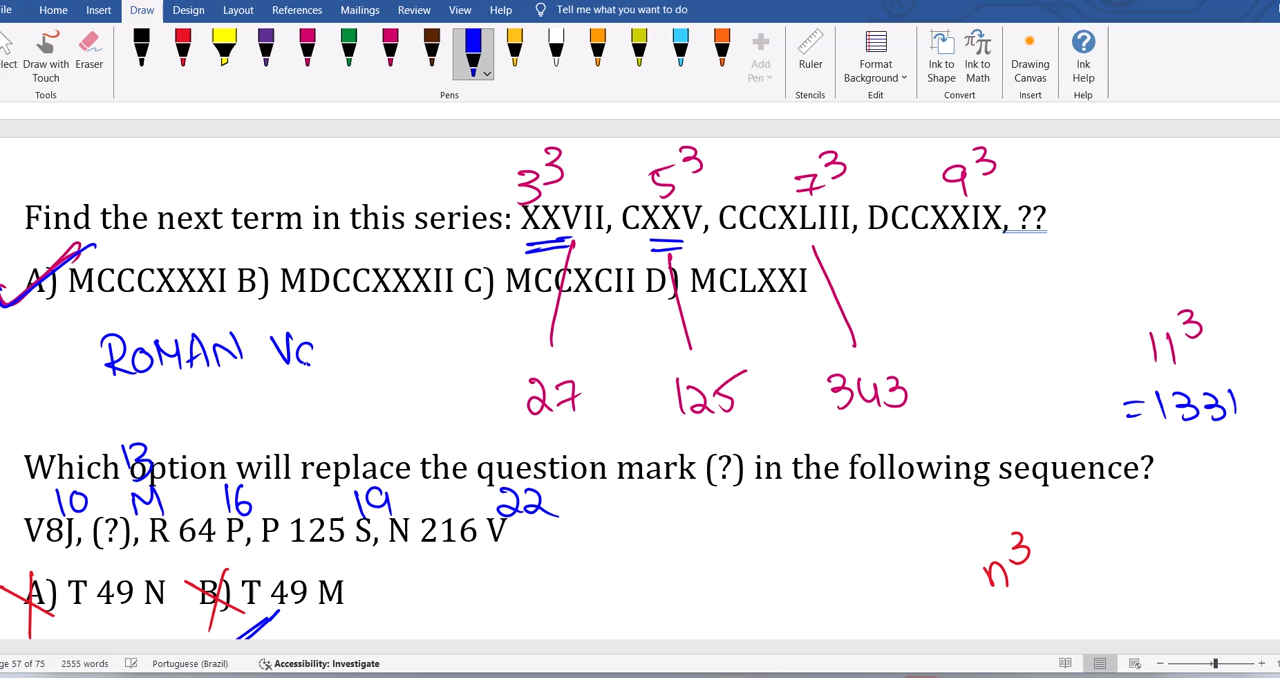 ile Home Insert Draw Design Layout References Mailings Review View Help Tell me what you want to do
lect Draw with Touch Eraser Add Pen Ruler Format Background Ink to Shape Ink to Math Drawing Canvas Ink Help
Tools Pens Stencils Edit Convert Insert Help
3³ 5³ 7³ 9³
Find the next term in this series: XXVII, CXXV, CCCXLIII, DCCXXIX, ??
A) MCCCXXXI B) MDCCXXXII C) MCCXCII D) MCLXXI
ROMAN VC 11³
27 125 343 =1331
13
Which option will replace the question mark (?) in the following sequence?
10 M 16 19 22
V8J, (?), R 64 P, P 125 S, N 216 V
n³
A) T 49 N B) T 49 M
ge 57 of 75 2555 words Portuguese (Brazil) Accessibility: Investigate